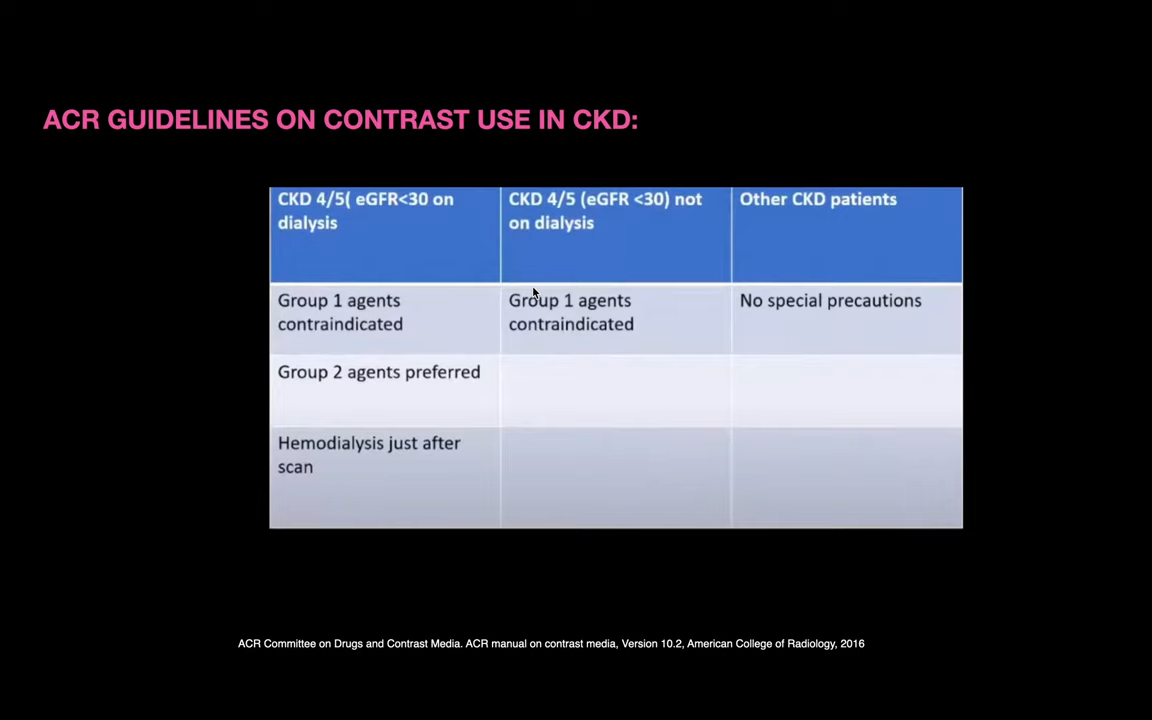 ACR GUIDELINES ON CONTRAST USE IN CKD:
CKD 4/5( eGFR<30 on
dialysis
CKD 4/5 (eGFR <30) not
on dialysis
Other CKD patients
Group 1 agents
contraindicated
Group 1 agents
contraindicated
No special precautions
Group 2 agents preferred
Hemodialysis just after
scan
ACR Committee on Drugs and Contrast Media. ACR manual on contrast media, Version 10.2, American College of Radiology, 2016